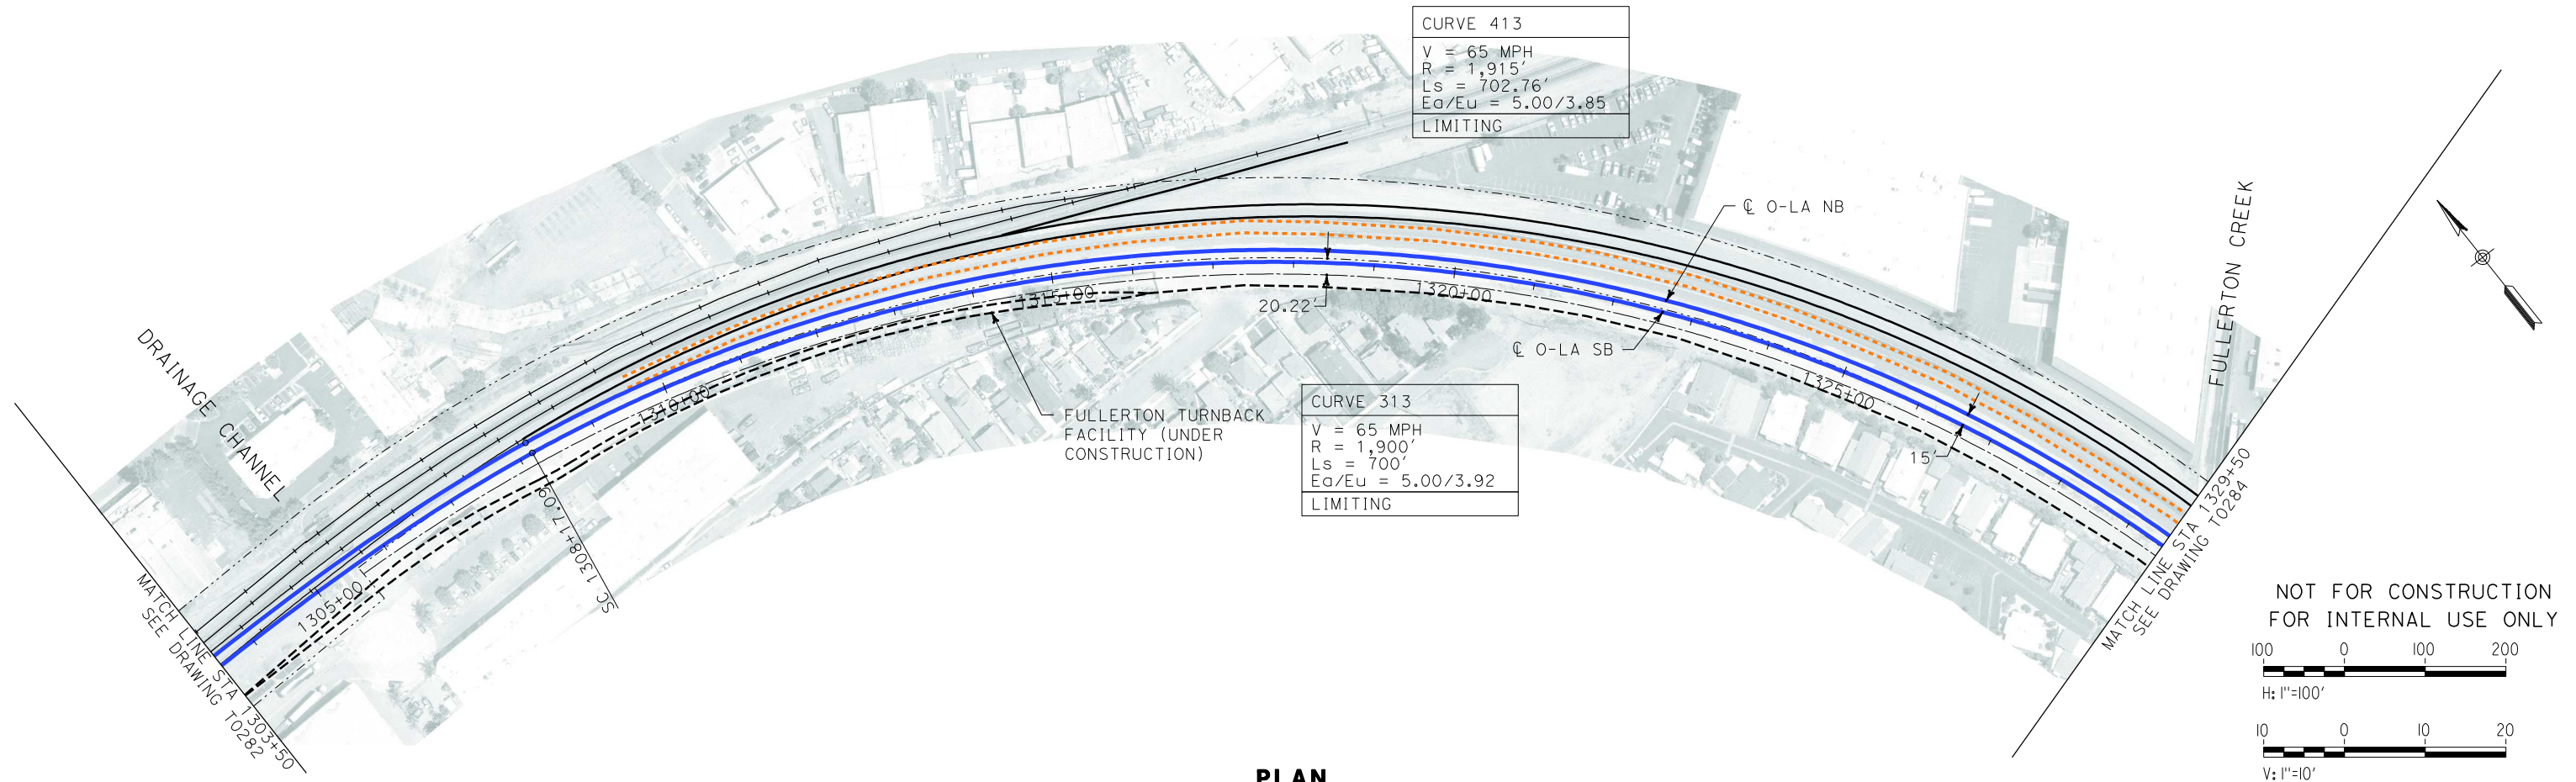 CURVE 413
V = 65 MPH
R = 1,915'
Ls = 702.76'
Ea/Eu = 5.00/3.85
LIMITING
℄ O-LA NB
FULLERTON CREEK
DRAINAGE
CHANNEL
1315+00
1320+00
20.22'
℄ O-LA SB
1310+00
1325+00
FULLERTON TURNBACK
FACILITY (UNDER
CONSTRUCTION)
CURVE 313
V = 65 MPH
R = 1,900'
Ls = 700'
Ea/Eu = 5.00/3.92
LIMITING
15'
SC 1308+17.09
1305+00
MATCH LINE STA 1303+50
SEE DRAWING T0282
MATCH LINE STA 1329+50
SEE DRAWING T0284
NOT FOR CONSTRUCTION
FOR INTERNAL USE ONLY
100 0 100 200
H: 1"=100'
10 0 10 20
V: 1"=10'
PLAN